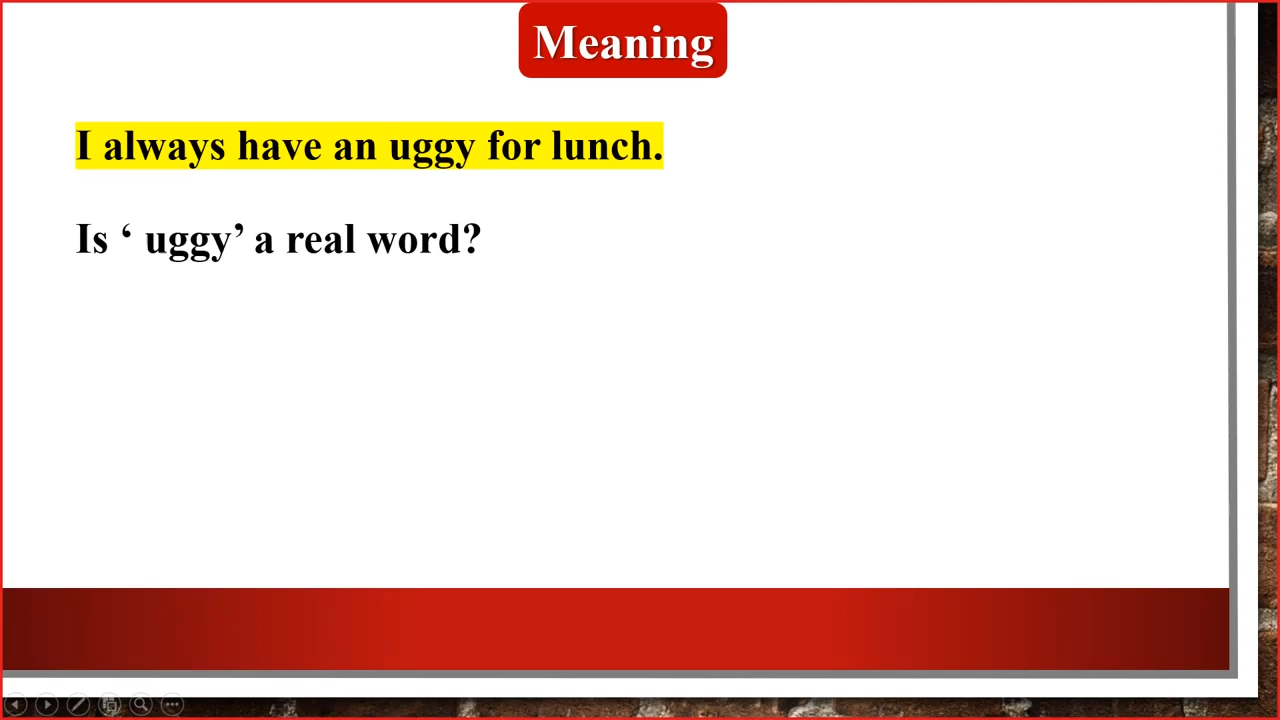 Meaning
I always have an uggy for lunch.
Is ‘ uggy’ a real word?